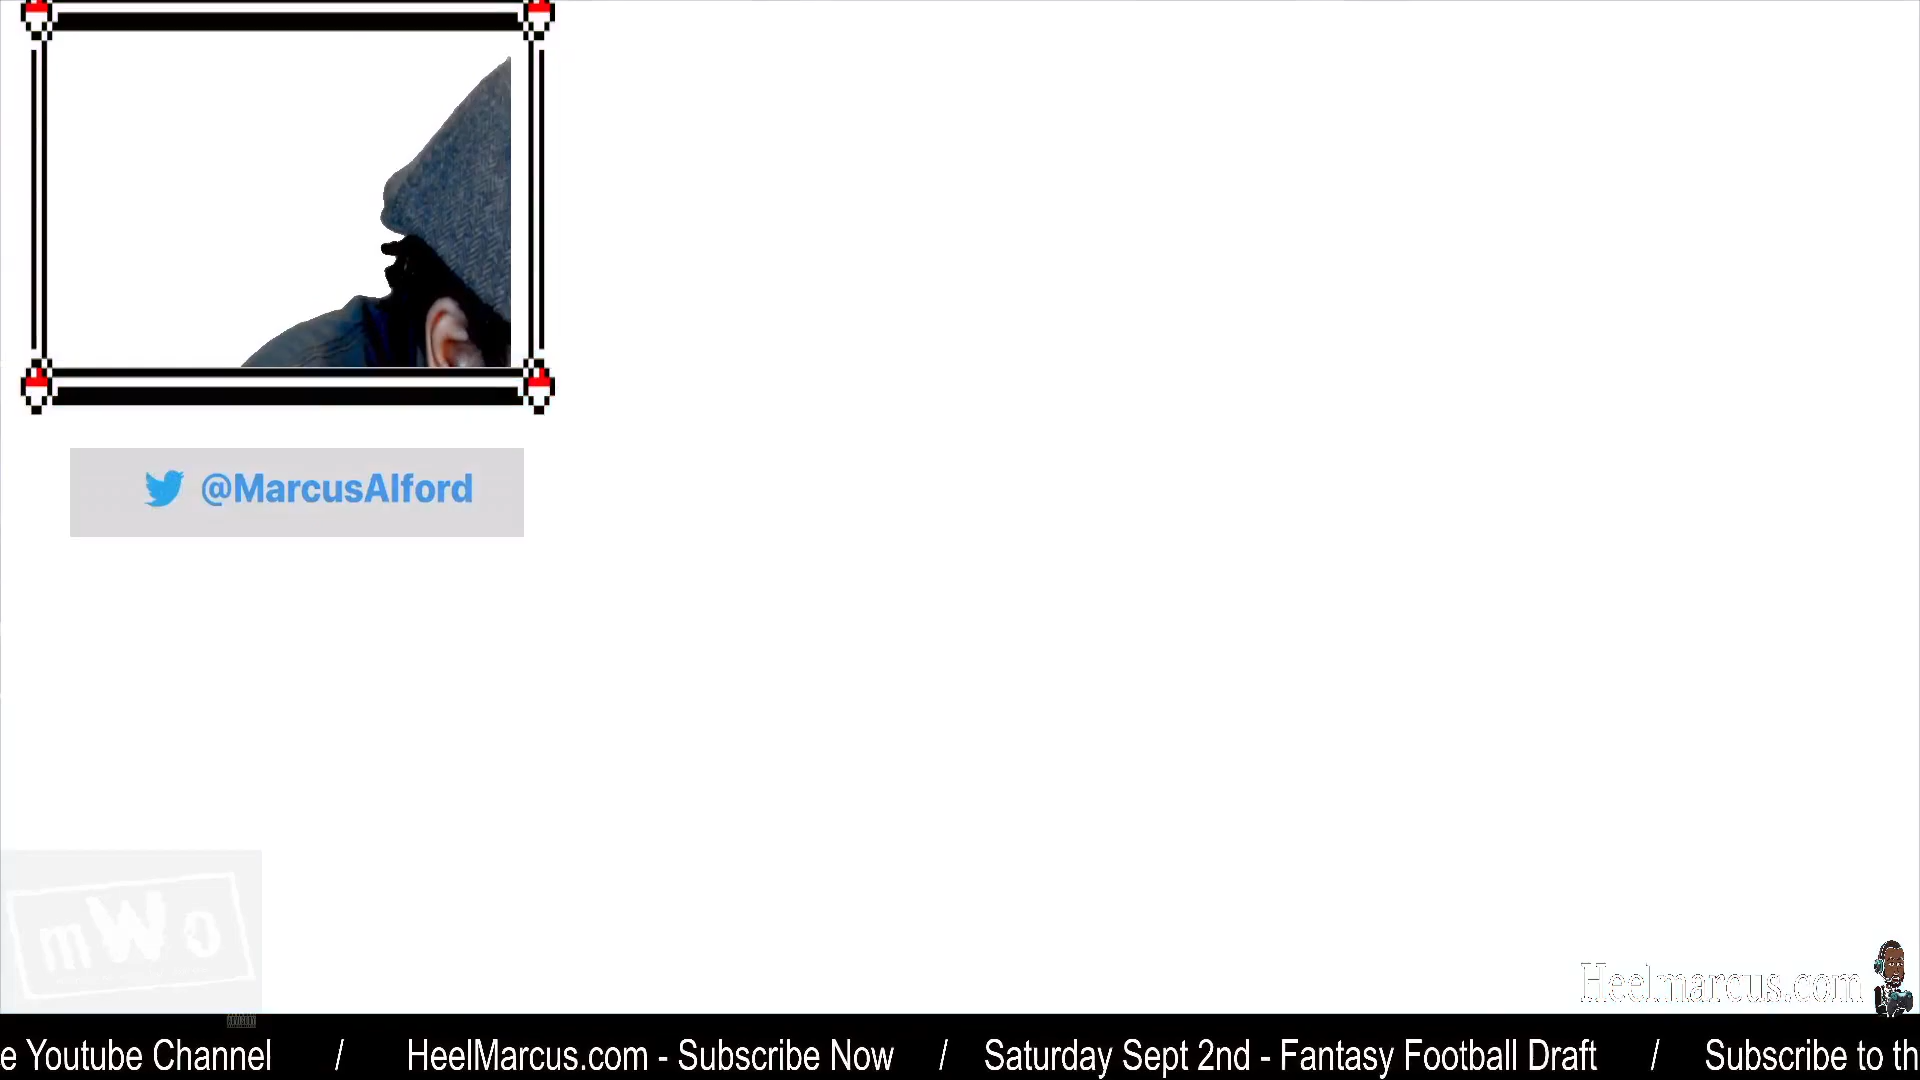 @MarcusAlford
mWo
Heelmarcus.com
e Youtube Channel / HeelMarcus.com - Subscribe Now / Saturday Sept 2nd - Fantasy Football Draft / Subscribe to th